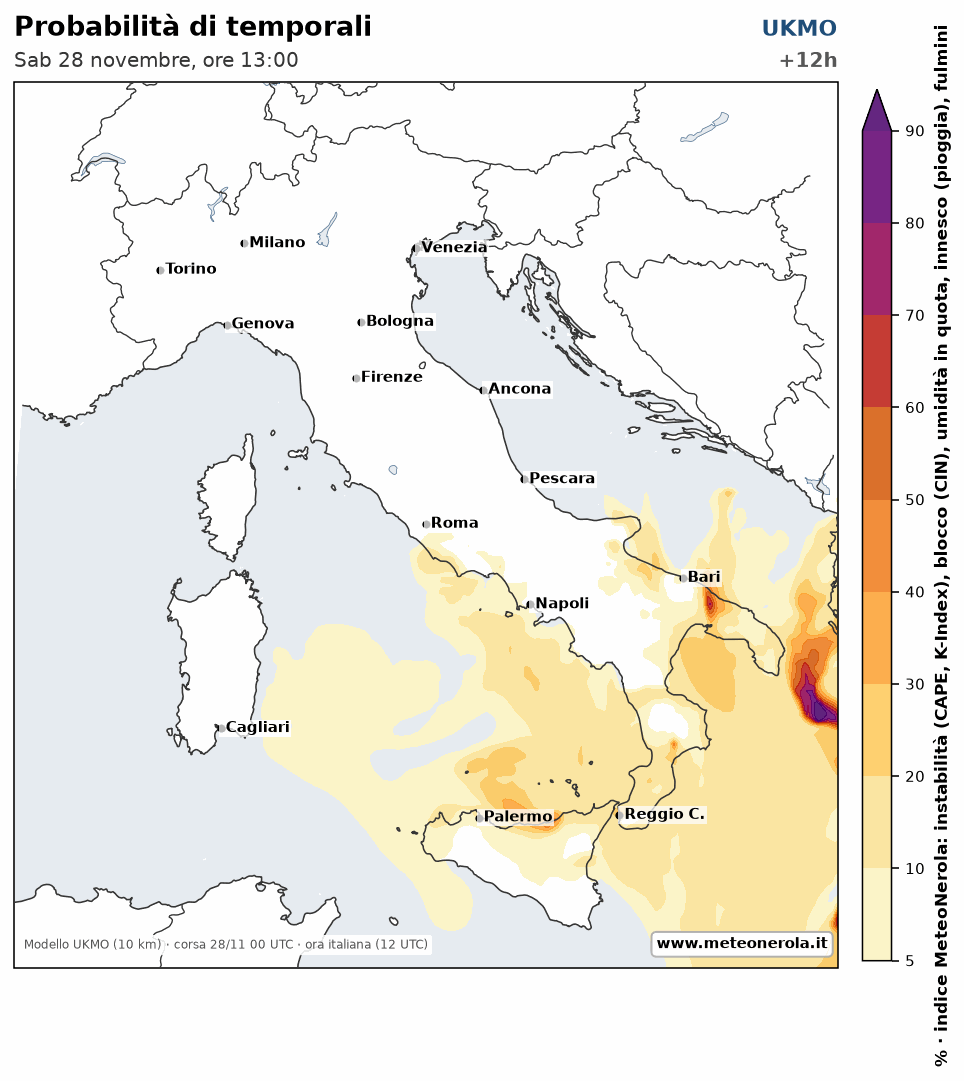 Probabilità di temporali
UKMO
Sab 28 novembre, ore 13:00
+12h
Milano
Venezia
Torino
Genova
Bologna
Firenze
Ancona
Pescara
Roma
Bari
Napoli
Cagliari
Palermo
Reggio C.
Modello UKMO (10 km) · corsa 28/11 00 UTC · ora italiana (12 UTC)
www.meteonerola.it
90
80
70
60
50
40
30
20
10
5
% · indice MeteoNerola: instabilità (CAPE, K-Index), blocco (CIN), umidità in quota, innesco (pioggia), fulmini